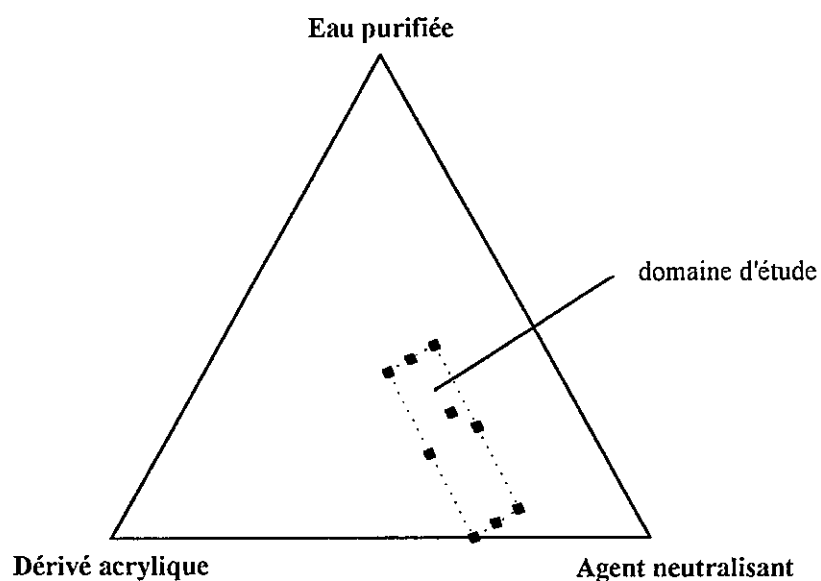 Eau purifiée
domaine d'étude
Dérivé acrylique
Agent neutralisant